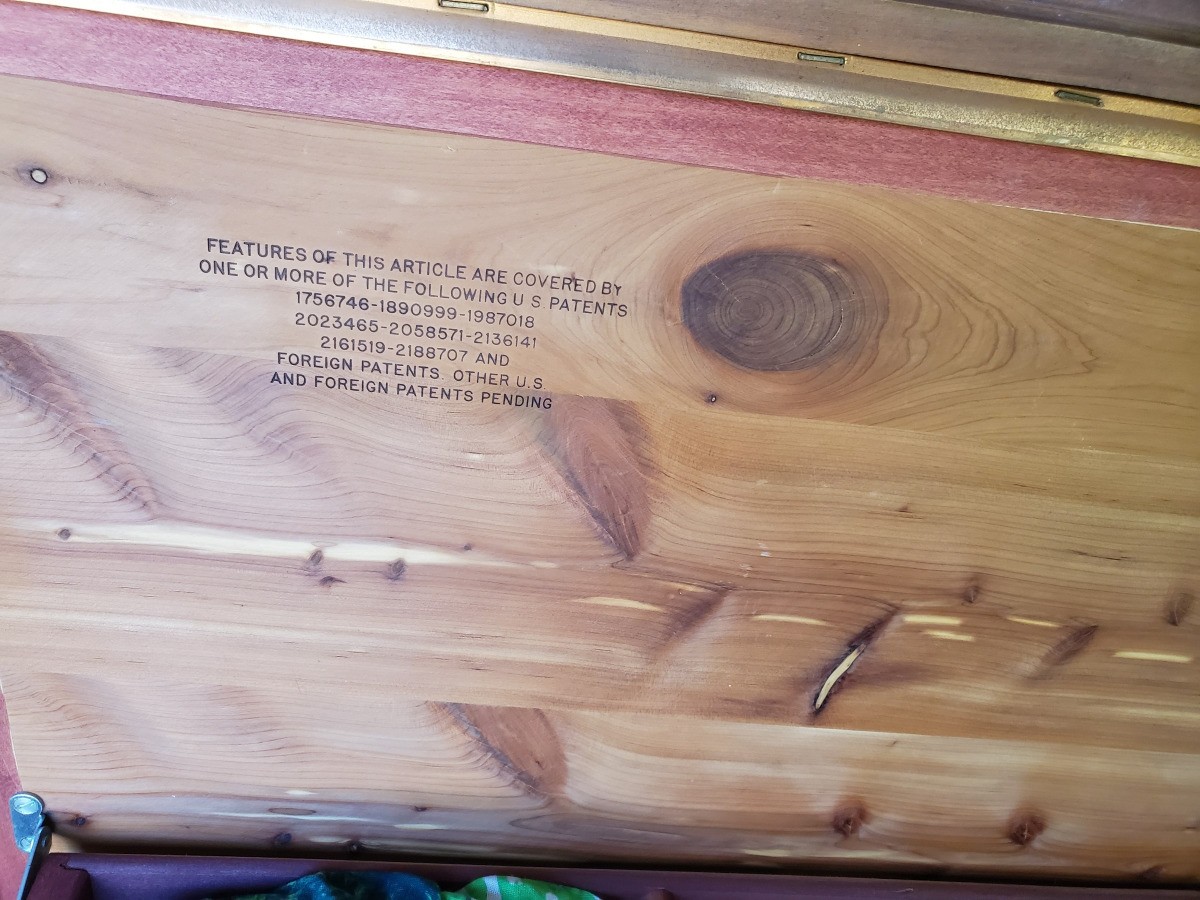 FEATURES OF THIS ARTICLE ARE COVERED BY
ONE OR MORE OF THE FOLLOWING U S PATENTS
1756746-1890999-1987018
2023465-2058571-2136141
2161519-2188707 AND
FOREIGN PATENTS. OTHER U.S.
AND FOREIGN PATENTS PENDING